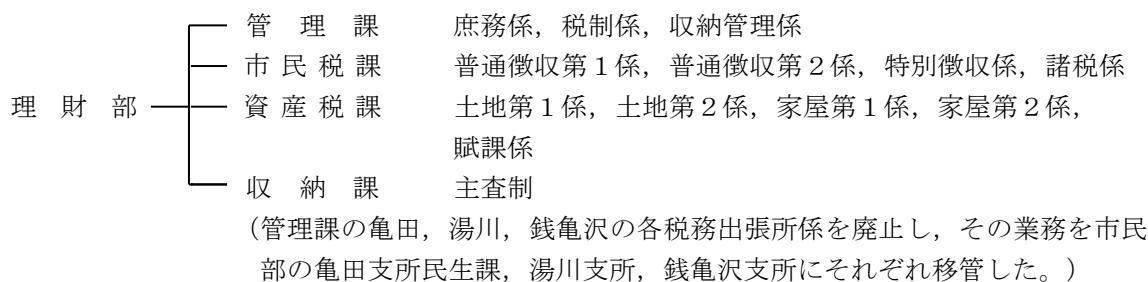 管理課 庶務係，税制係，収納管理係
市民税課 普通徴収第１係，普通徴収第２係，特別徴収係，諸税係
理財部 資産税課 土地第１係，土地第２係，家屋第１係，家屋第２係，
賦課係
収納課 主査制
（管理課の亀田，湯川，銭亀沢の各税務出張所係を廃止し，その業務を市民
部の亀田支所民生課，湯川支所，銭亀沢支所にそれぞれ移管した。）